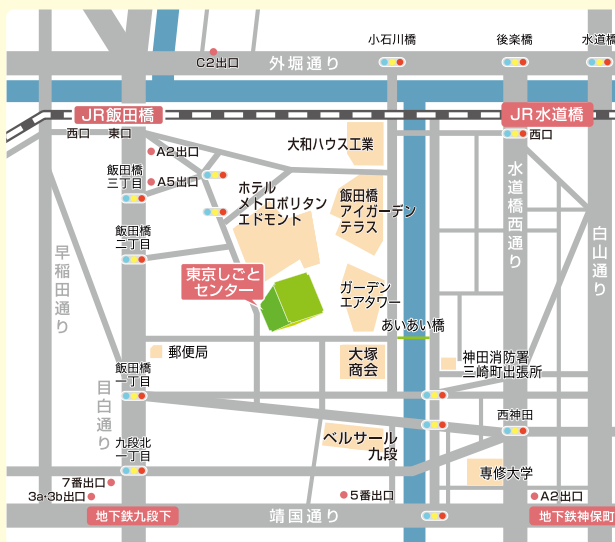 小石川橋
後楽橋
水道橋
C2出口
外堀通り
JR飯田橋
JR水道橋
西口
東口
西口
大和ハウス工業
A2出口
飯田橋
三丁目
A5出口
ホテル
メトロポリタン
エドモント
飯田橋
アイガーデン
テラス
水道橋西通り
白山通り
飯田橋
二丁目
早稲田通り
東京しごと
センター
ガーデン
エアタワー
あいあい橋
郵便局
大塚
商会
神田消防署
三崎町出張所
飯田橋
一丁目
目白通り
西神田
九段北
一丁目
ベルサール
九段
専修大学
7番出口
3a・3b出口
5番出口
A2出口
地下鉄九段下
靖国通り
地下鉄神保町